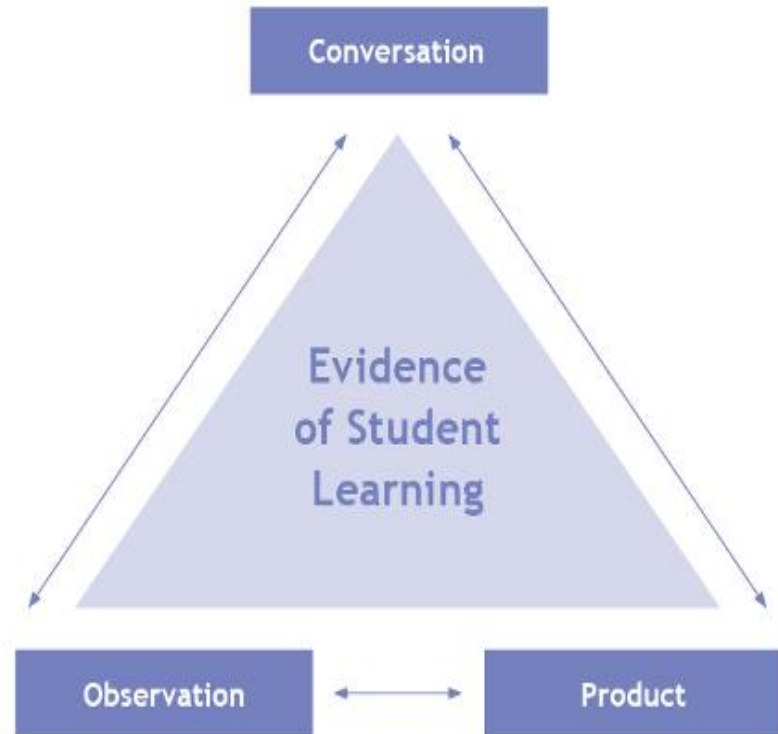 Conversation
Evidence
of Student
Learning
Observation
Product